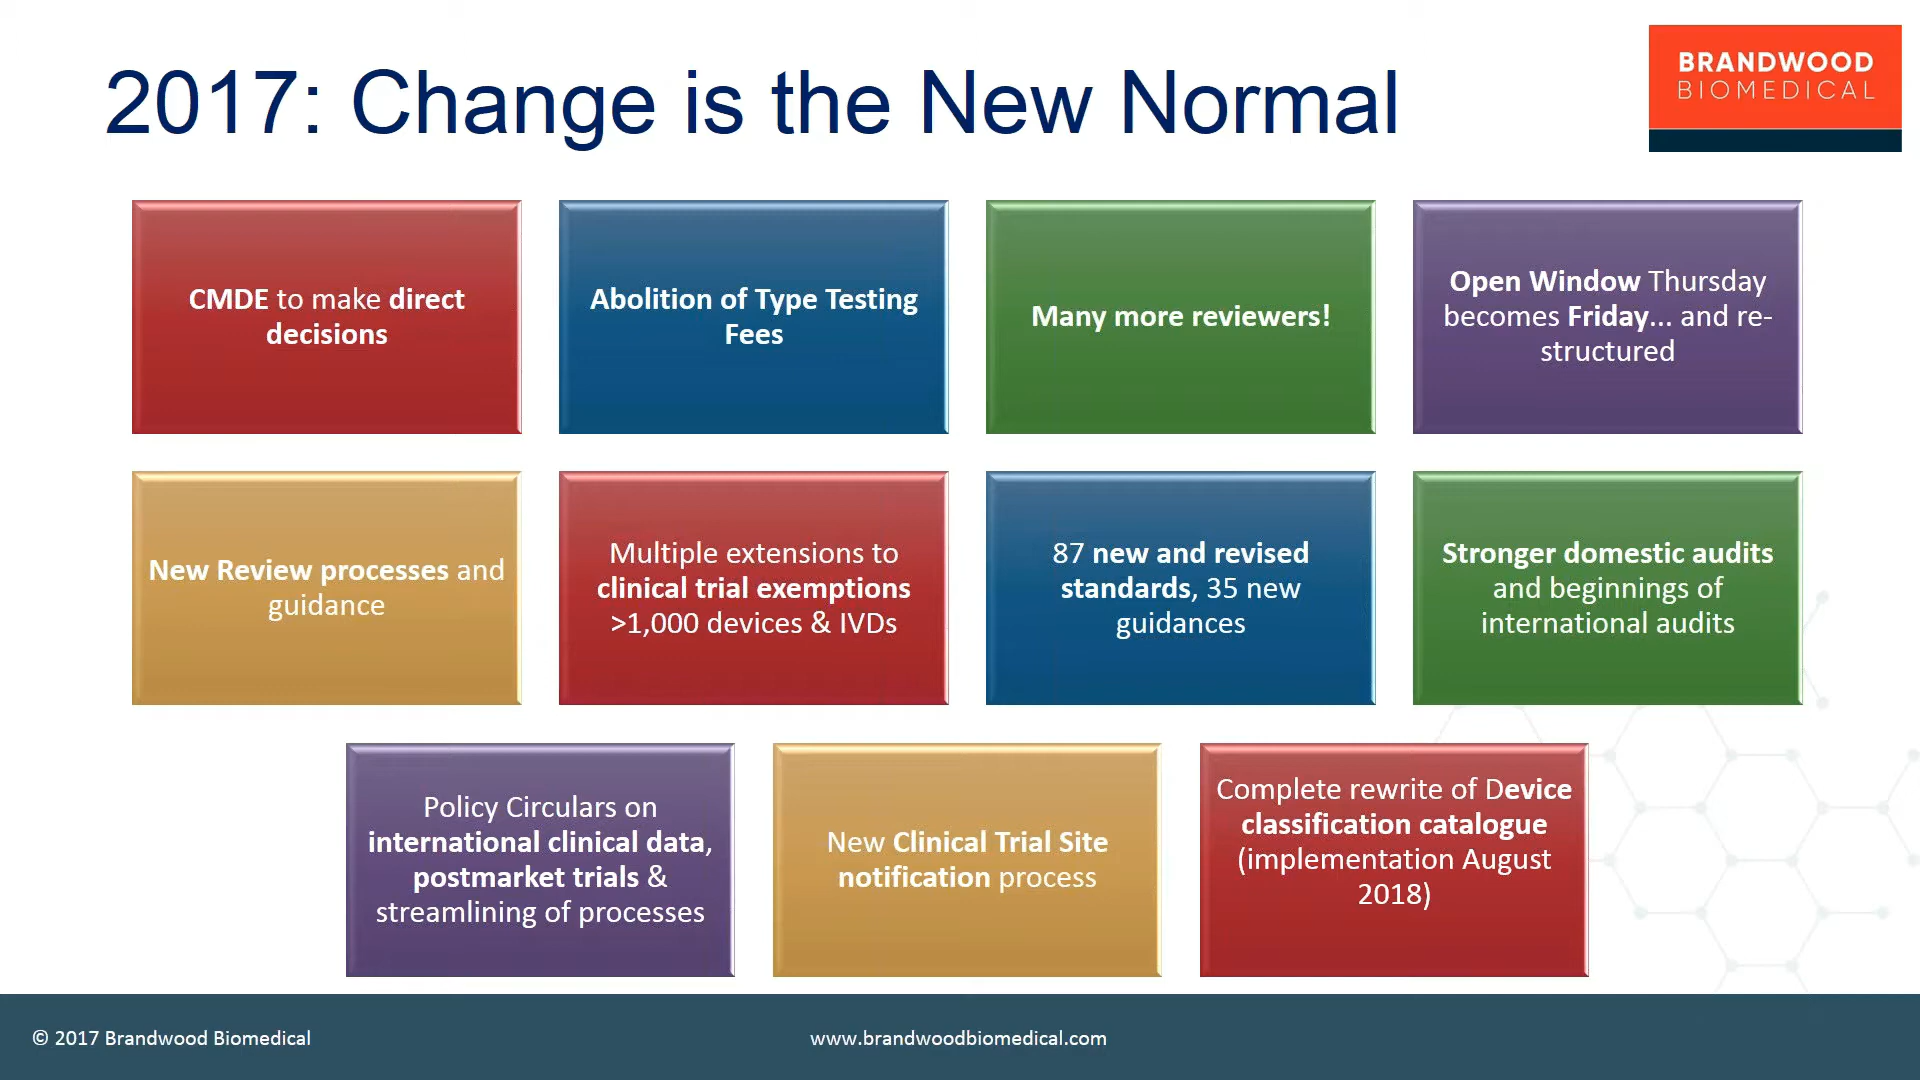 2017: Change is the New Normal
BRANDWOOD
BIOMEDICAL
CMDE to make direct
decisions
Abolition of Type Testing
Fees
Many more reviewers!
Open Window Thursday
becomes Friday... and re-
structured
New Review processes and
guidance
Multiple extensions to
clinical trial exemptions
>1,000 devices & IVDs
87 new and revised
standards, 35 new
guidances
Stronger domestic audits
and beginnings of
international audits
Policy Circulars on
international clinical data,
postmarket trials &
streamlining of processes
New Clinical Trial Site
notification process
Complete rewrite of Device
classification catalogue
(implementation August
2018)
© 2017 Brandwood Biomedical
www.brandwoodbiomedical.com